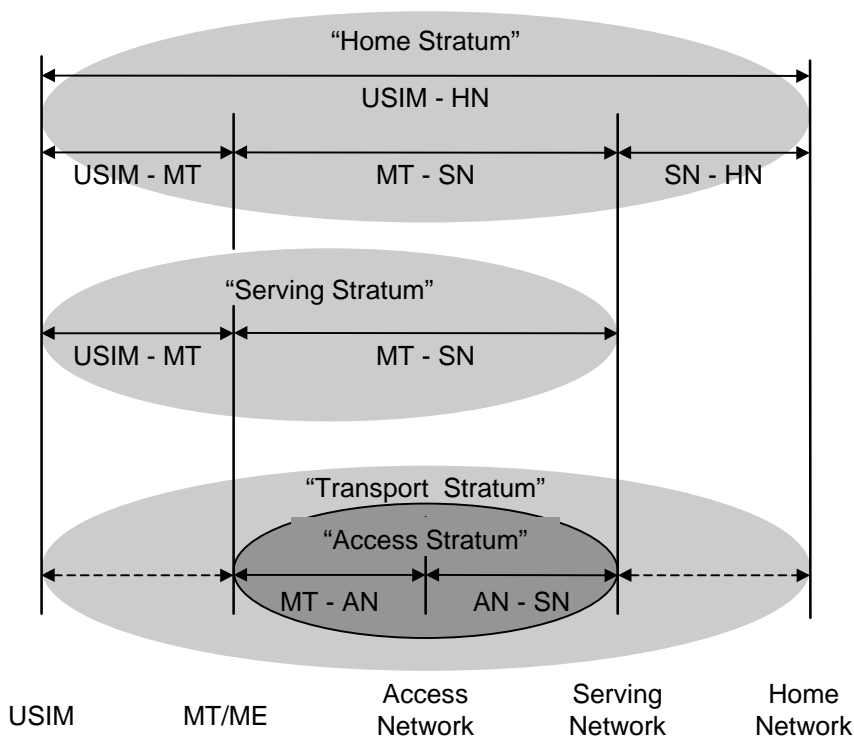 “Home Stratum”
USIM - HN
USIM - MT MT - SN SN - HN
“Serving Stratum”
USIM - MT MT - SN
“Transport Stratum”
“Access Stratum”
MT - AN AN - SN
USIM MT/ME Access Network Serving Network Home Network